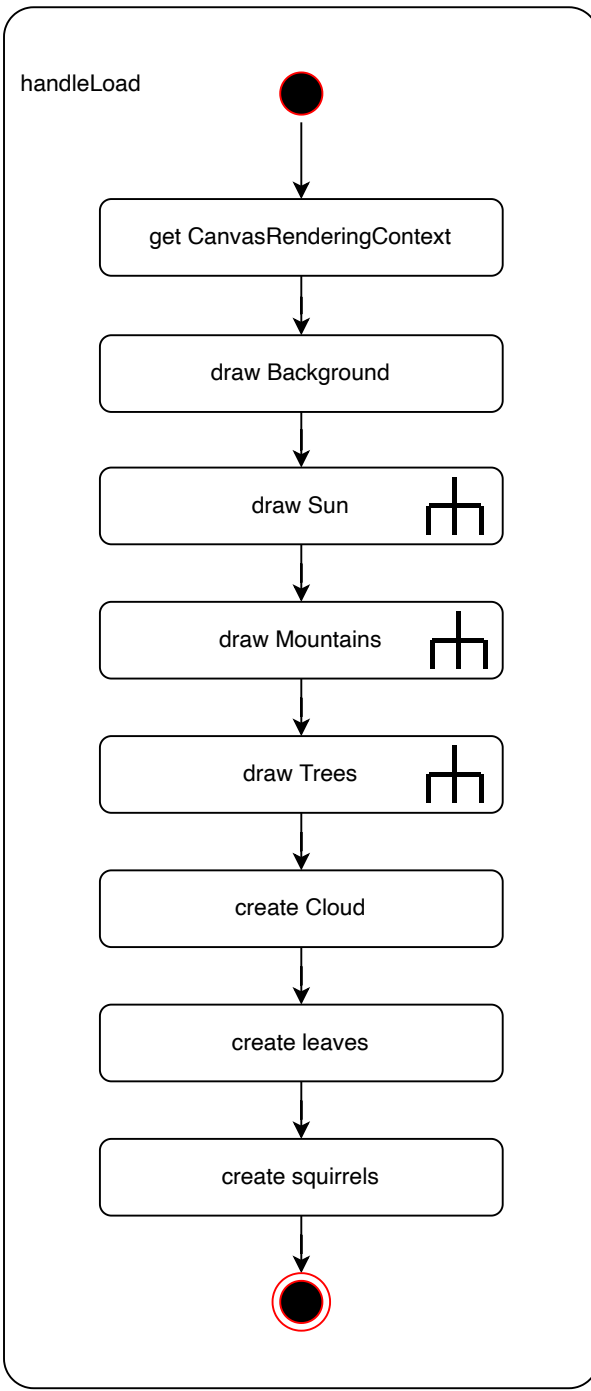 handleLoad
get CanvasRenderingContext
draw Background
draw Sun
draw Mountains
draw Trees
create Cloud
create leaves
create squirrels